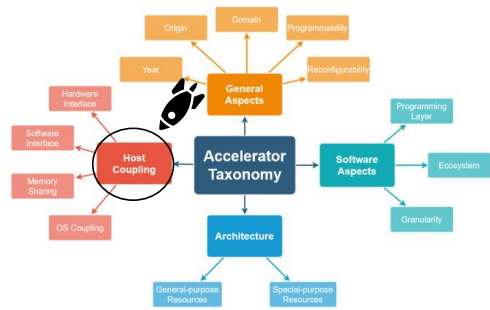 Domain
Origin
Programmability
Year
Reconfigurability
General
Aspects
Hardware
Interface
Software
Interface
Memory
Sharing
OS Coupling
Host
Coupling
Accelerator
Taxonomy
Software
Aspects
Programming
Layer
Ecosystem
Granularity
Architecture
General-purpose
Resources
Special-purpose
Resources